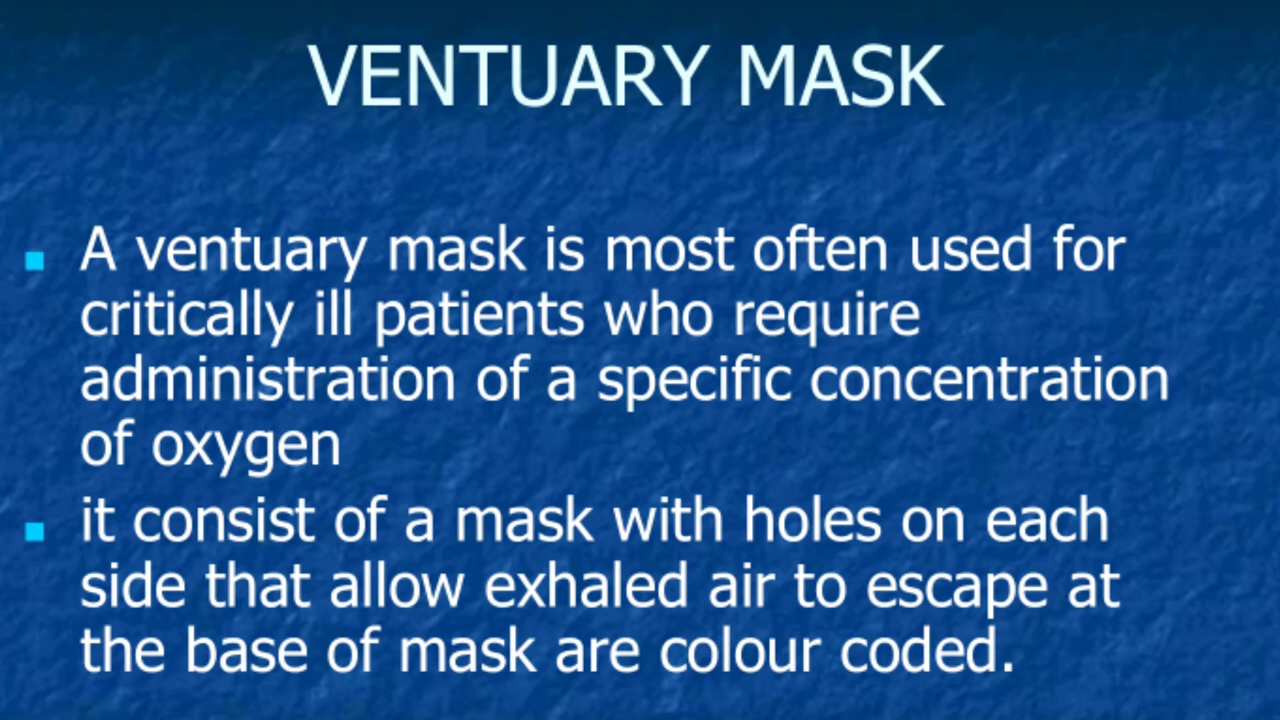 VENTUARY MASK
A ventuary mask is most often used for
critically ill patients who require
administration of a specific concentration
of oxygen
it consist of a mask with holes on each
side that allow exhaled air to escape at
the base of mask are colour coded.